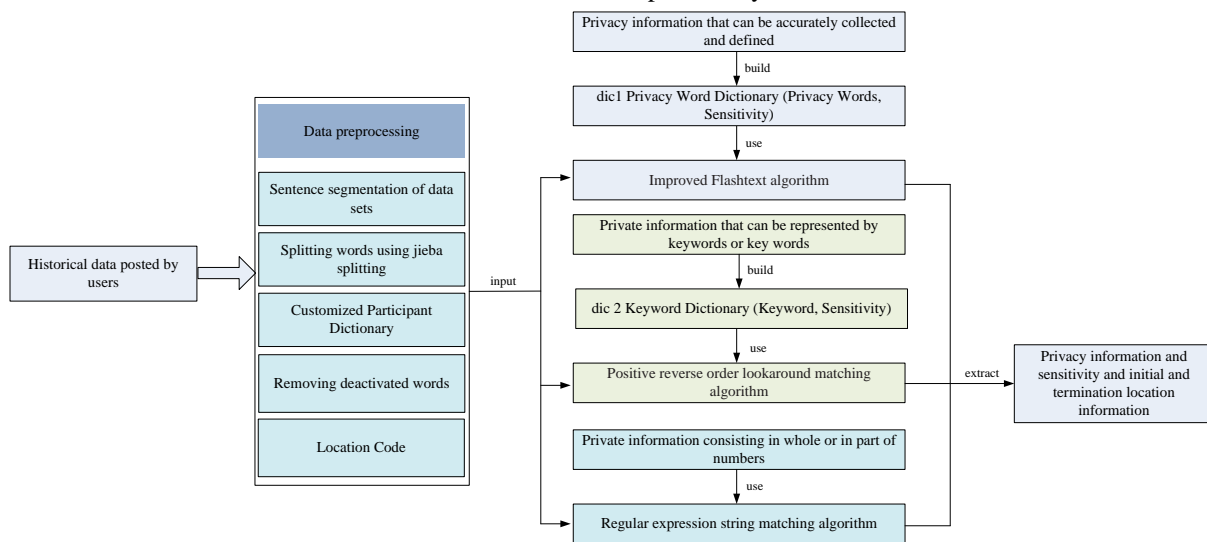 Privacy information that can be accurately collected
and defined
build
dic1 Privacy Word Dictionary (Privacy Words,
Sensitivity)
use
Improved Flashtext algorithm
Private information that can be represented by
keywords or key words
build
dic 2 Keyword Dictionary (Keyword, Sensitivity)
use
Positive reverse order lookaround matching
algorithm
Private information consisting in whole or in part of
numbers
use
Regular expression string matching algorithm
Data preprocessing
Sentence segmentation of data
sets
Splitting words using jieba
splitting
Customized Participant
Dictionary
Removing deactivated words
Location Code
Historical data posted by
users
input
extract
Privacy information and
sensitivity and initial and
termination location
information